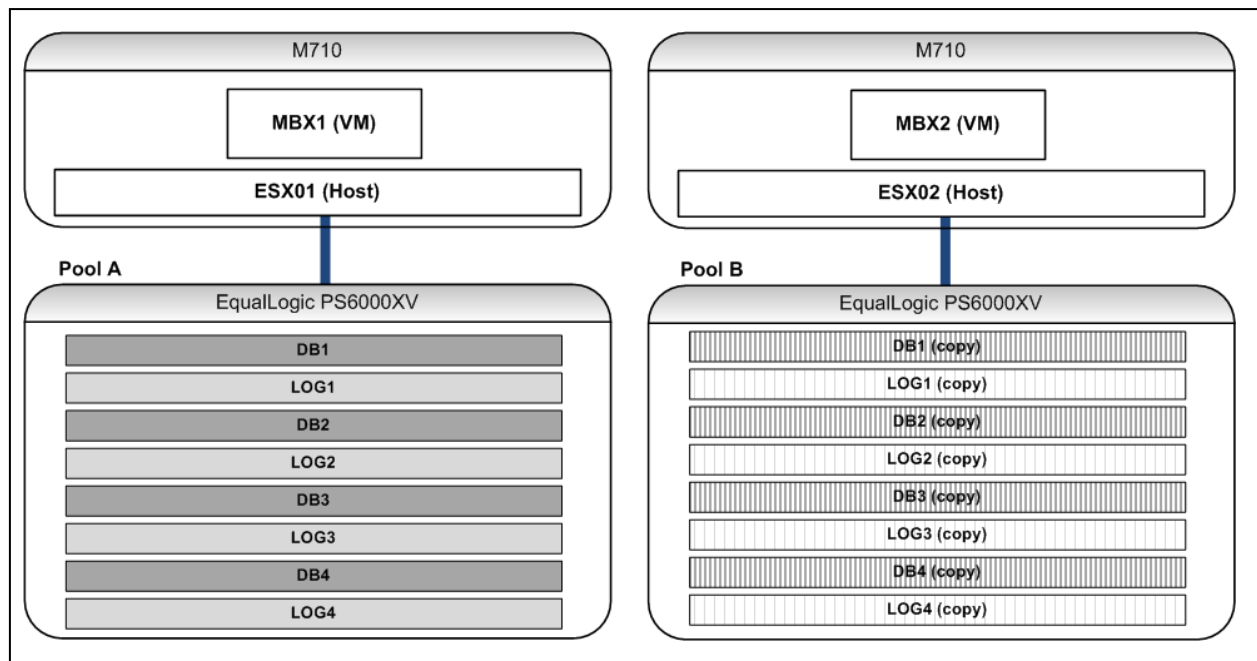 M710
MBX1 (VM)
ESX01 (Host)
Pool A
EqualLogic PS6000XV
DB1
LOG1
DB2
LOG2
DB3
LOG3
DB4
LOG4
M710
MBX2 (VM)
ESX02 (Host)
Pool B
EqualLogic PS6000XV
DB1 (copy)
LOG1 (copy)
DB2 (copy)
LOG2 (copy)
DB3 (copy)
LOG3 (copy)
DB4 (copy)
LOG4 (copy)